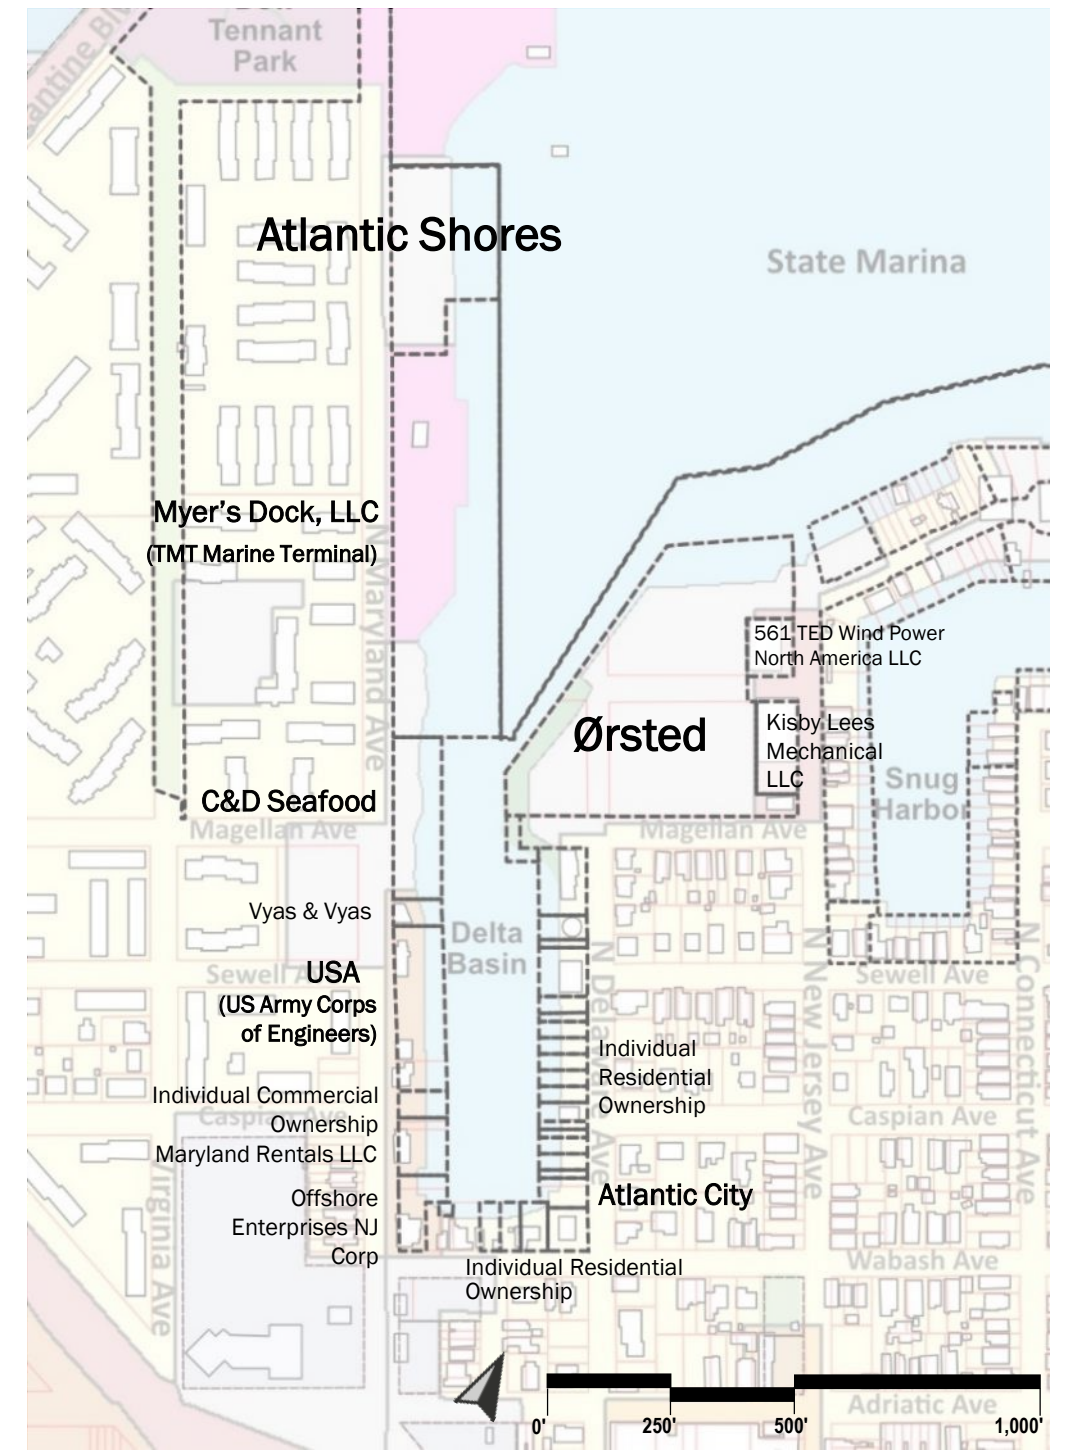 Tennant
Park
Atlantic Shores
State Marina
Myer's Dock, LLC
(TMT Marine Terminal)
N Maryland Ave
561 TED Wind Power
North America LLC
Ørsted
Kisby Lees
Mechanical
LLC
Snug
Harbor
C&D Seafood
Magellan Ave
Magellan Ave
Vyas & Vyas
Delta
Basin
USA
(US Army Corps
of Engineers)
Sewell Ave
Sewell Ave
N Delaware Ave
N New Jersey Ave
N Connecticut Ave
Individual
Residential
Ownership
Individual Commercial
Ownership
Caspian Ave
Caspian Ave
Maryland Rentals LLC
Offshore
Enterprises NJ
Corp
Atlantic City
Virginia Ave
Wabash Ave
Individual Residential
Ownership
Adriatic Ave
0' 250' 500' 1,000'